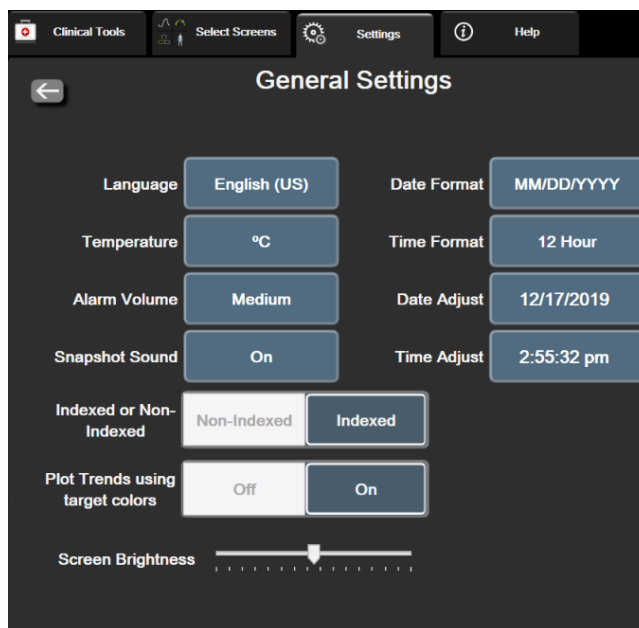 Clinical Tools
Select Screens
Settings
Help
General Settings
Language
English (US)
Date Format
MM/DD/YYYY
Temperature
ºC
Time Format
12 Hour
Alarm Volume
Medium
Date Adjust
12/17/2019
Snapshot Sound
On
Time Adjust
2:55:32 pm
Indexed or Non-
Indexed
Non-Indexed
Indexed
Plot Trends using
target colors
Off
On
Screen Brightness